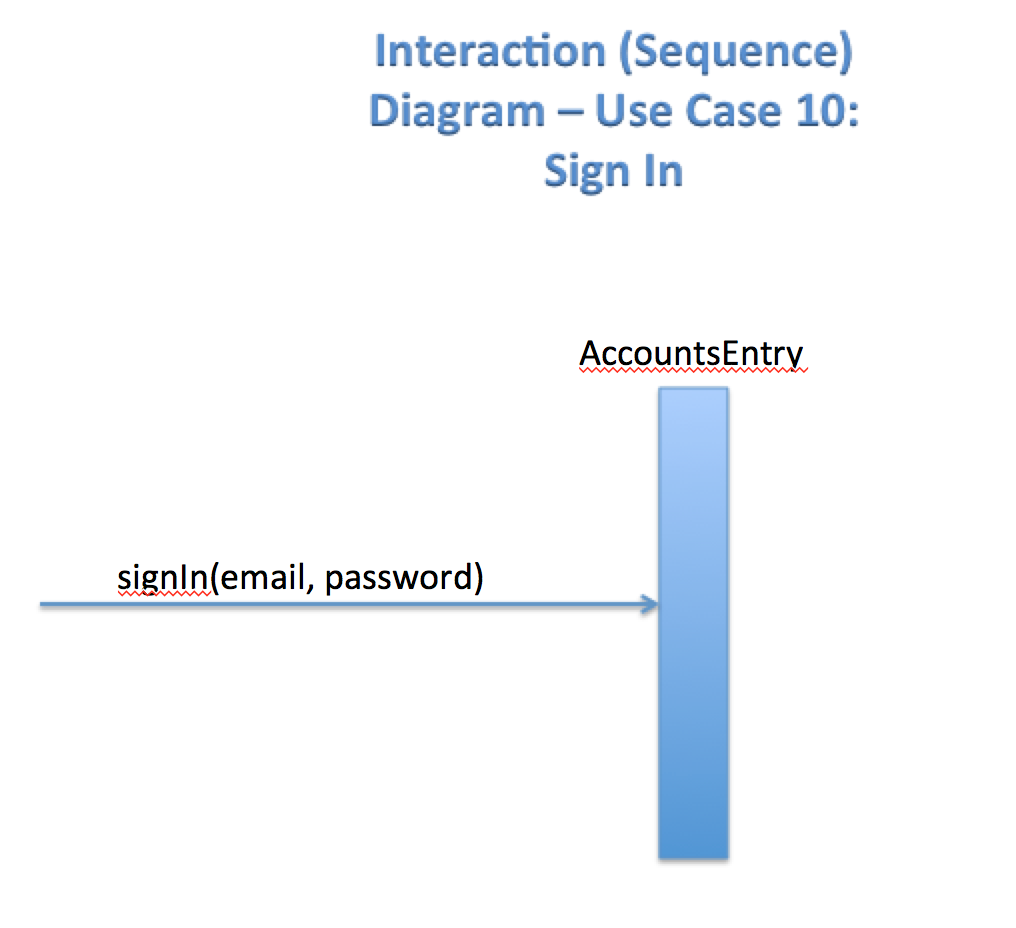 Interaction (Sequence)
Diagram – Use Case 10:
Sign In
AccountsEntry
signIn(email, password)